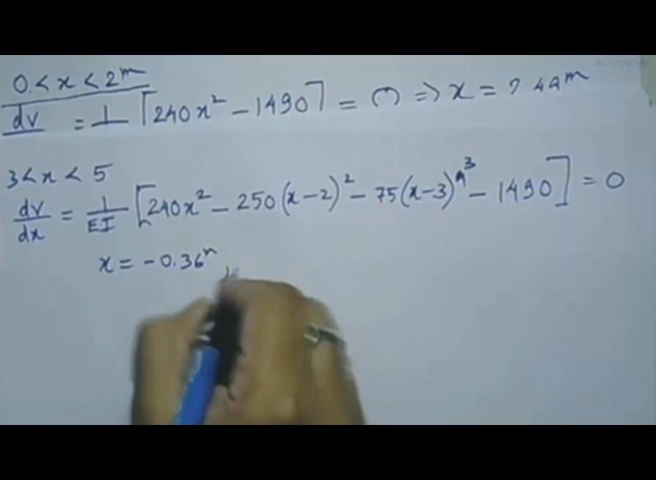 0 < x < 2ᵐ
dv = 1 [240x² - 1490] = 0 ⇒ x = 2.49ᵐ
3 < x < 5
dv/dx = 1/EI [240x² - 250(x-2)² - 75(x-3)³ - 1490] = 0
x = -0.36ᵐ